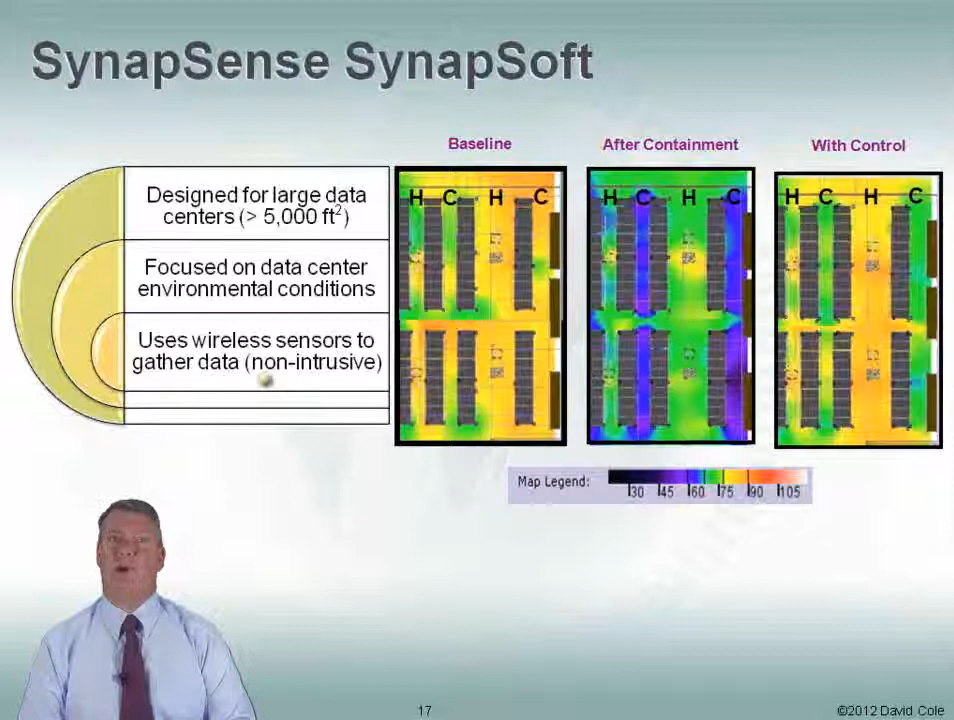 SynapSense SynapSoft
Baseline
After Containment
With Control
Designed for large data
centers (> 5,000 ft²)
Focused on data center
environmental conditions
Uses wireless sensors to
gather data (non-intrusive)
H C H C
H C H C
H C H C
Map Legend:
30 45 60 75 90 105
17
©2012 David Cole